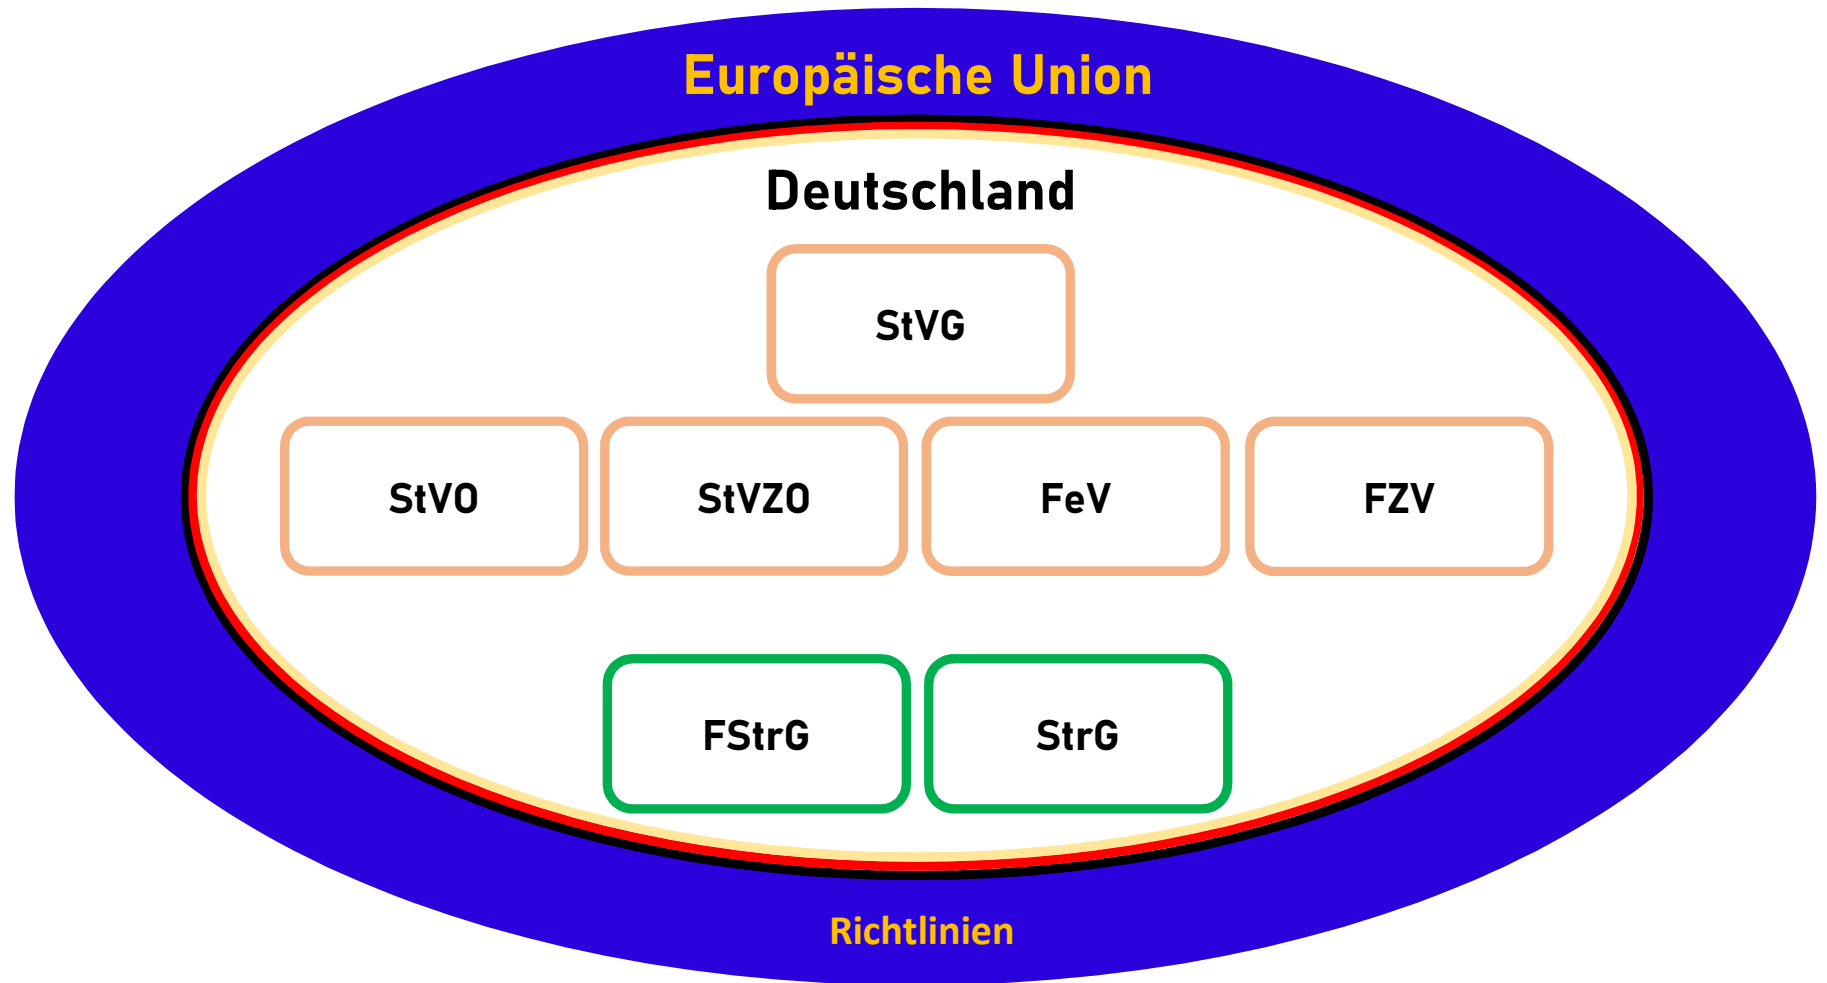 Europäische Union
Deutschland
StVG
StVO
StVZO
FeV
FZV
FStrG
StrG
Richtlinien